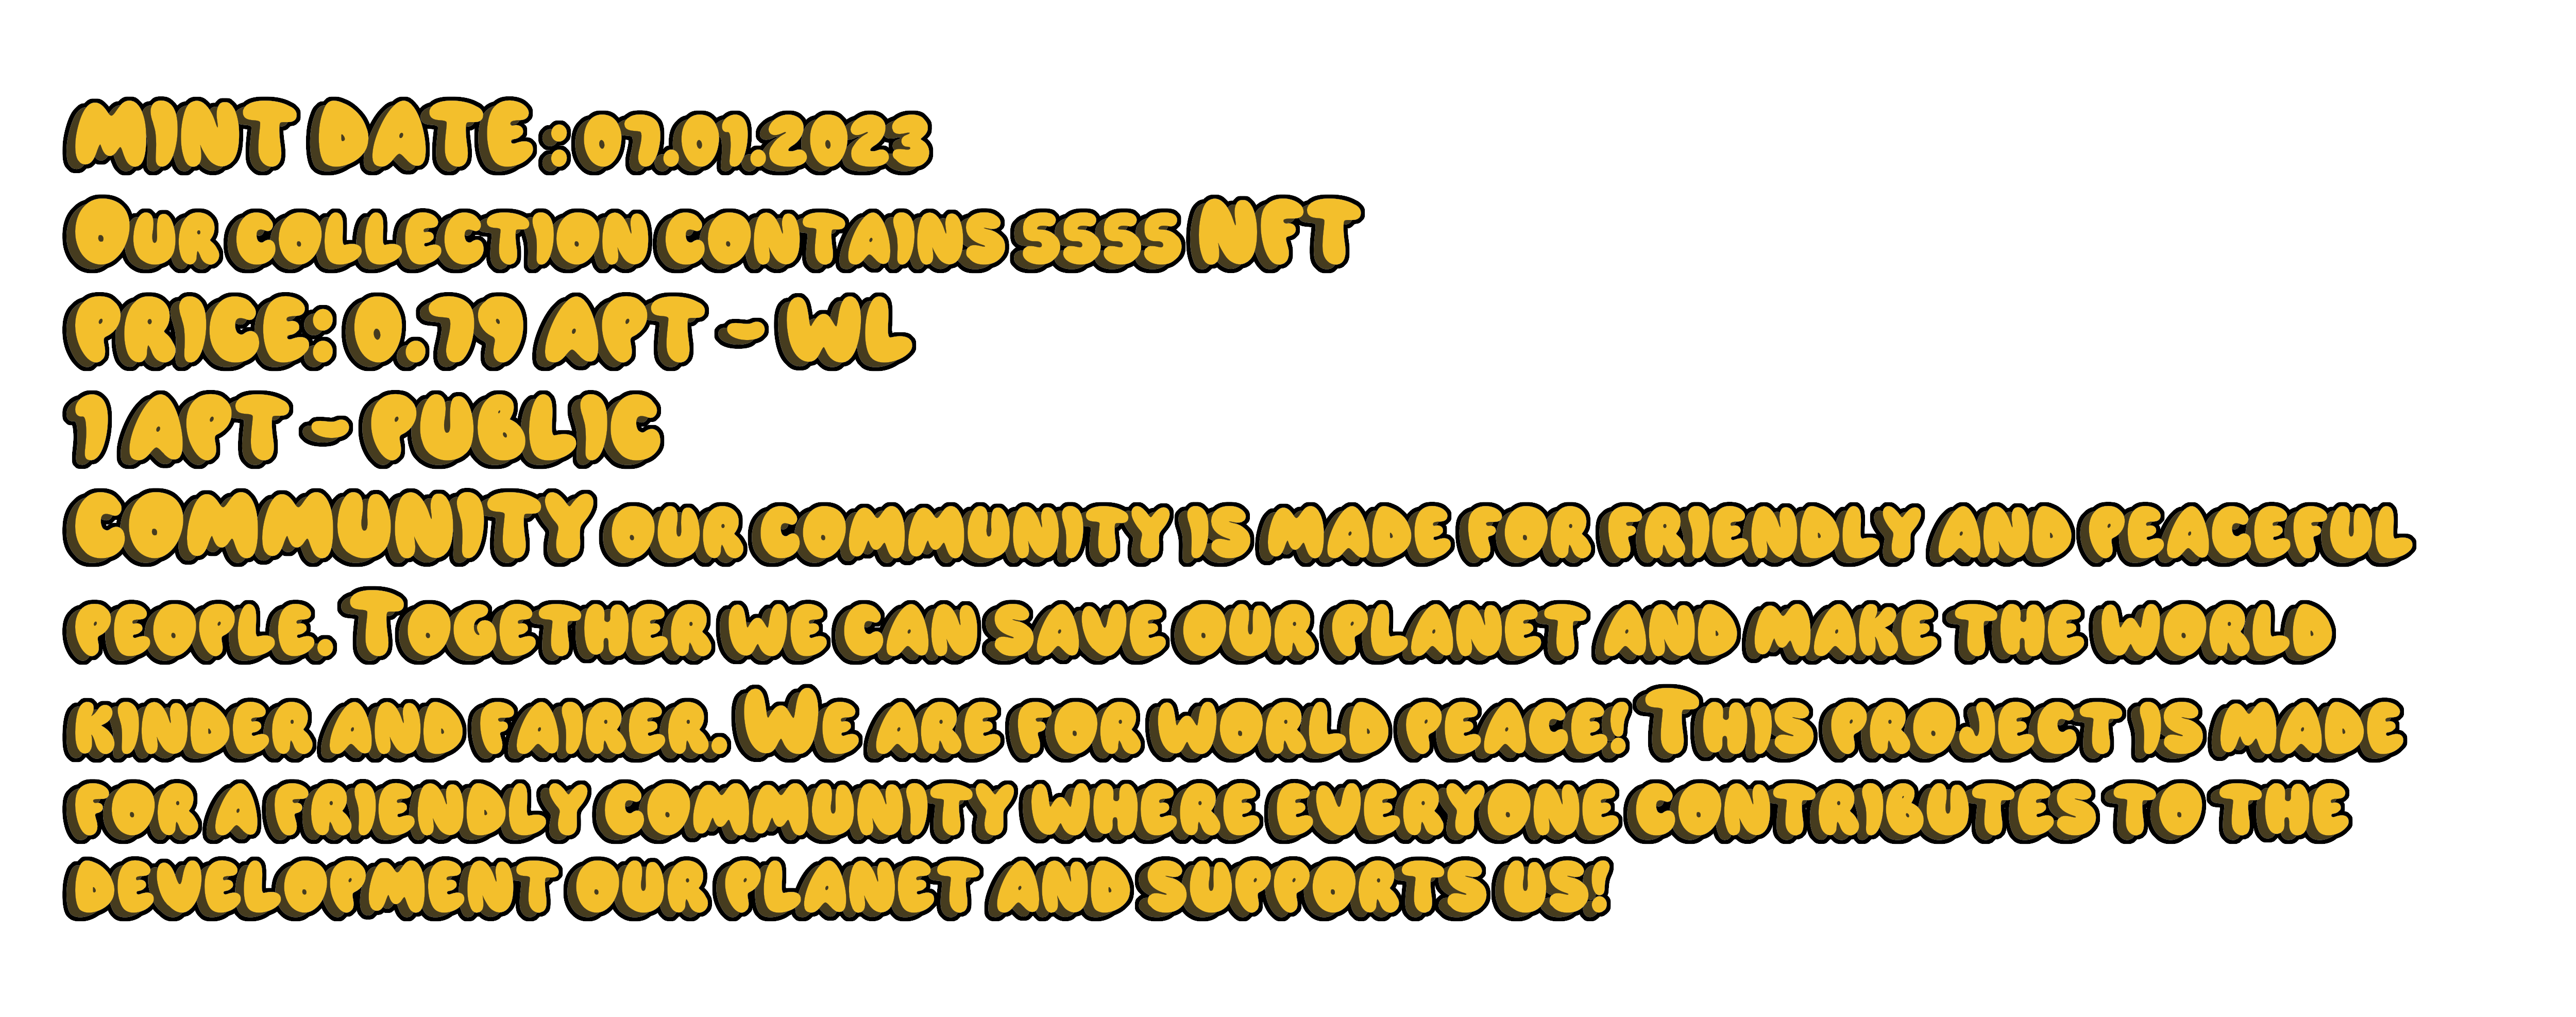 MINT DATE: 07.01.2023
Our collection contains 5555 NFT
PRICE: 0.79 APT - WL
1 APT - PUBLIC
COMMUNITY our community is made for friendly and peaceful
people. Together we can save our planet and make the world
kinder and fairer. We are for world peace! This project is made
for a friendly community where everyone contributes to the
development our planet and supports us!